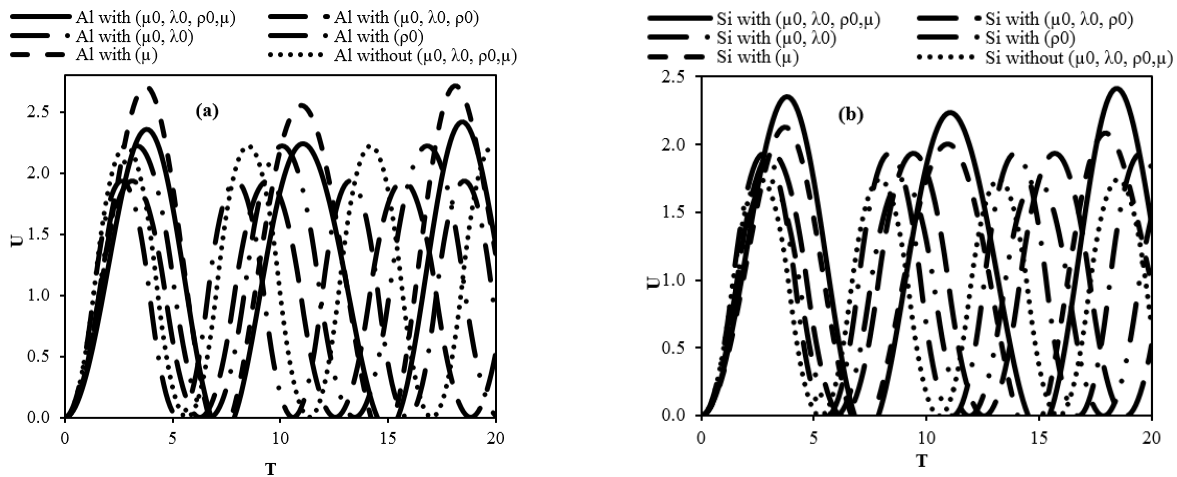 Al with (μ0, λ0, ρ0,μ)
Al with (μ0, λ0, ρ0)
Al with (μ0, λ0)
Al with (ρ0)
Al with (μ)
Al without (μ0, λ0, ρ0,μ)
(a)
U
2.5
2.0
1.5
1.0
0.5
0.0
0 5 10 15 20
T
Si with (μ0, λ0, ρ0,μ)
Si with (μ0, λ0, ρ0)
Si with (μ0, λ0)
Si with (ρ0)
Si with (μ)
Si without (μ0, λ0, ρ0,μ)
(b)
U
2.5
2.0
1.5
1.0
0.5
0.0
0 5 10 15 20
T